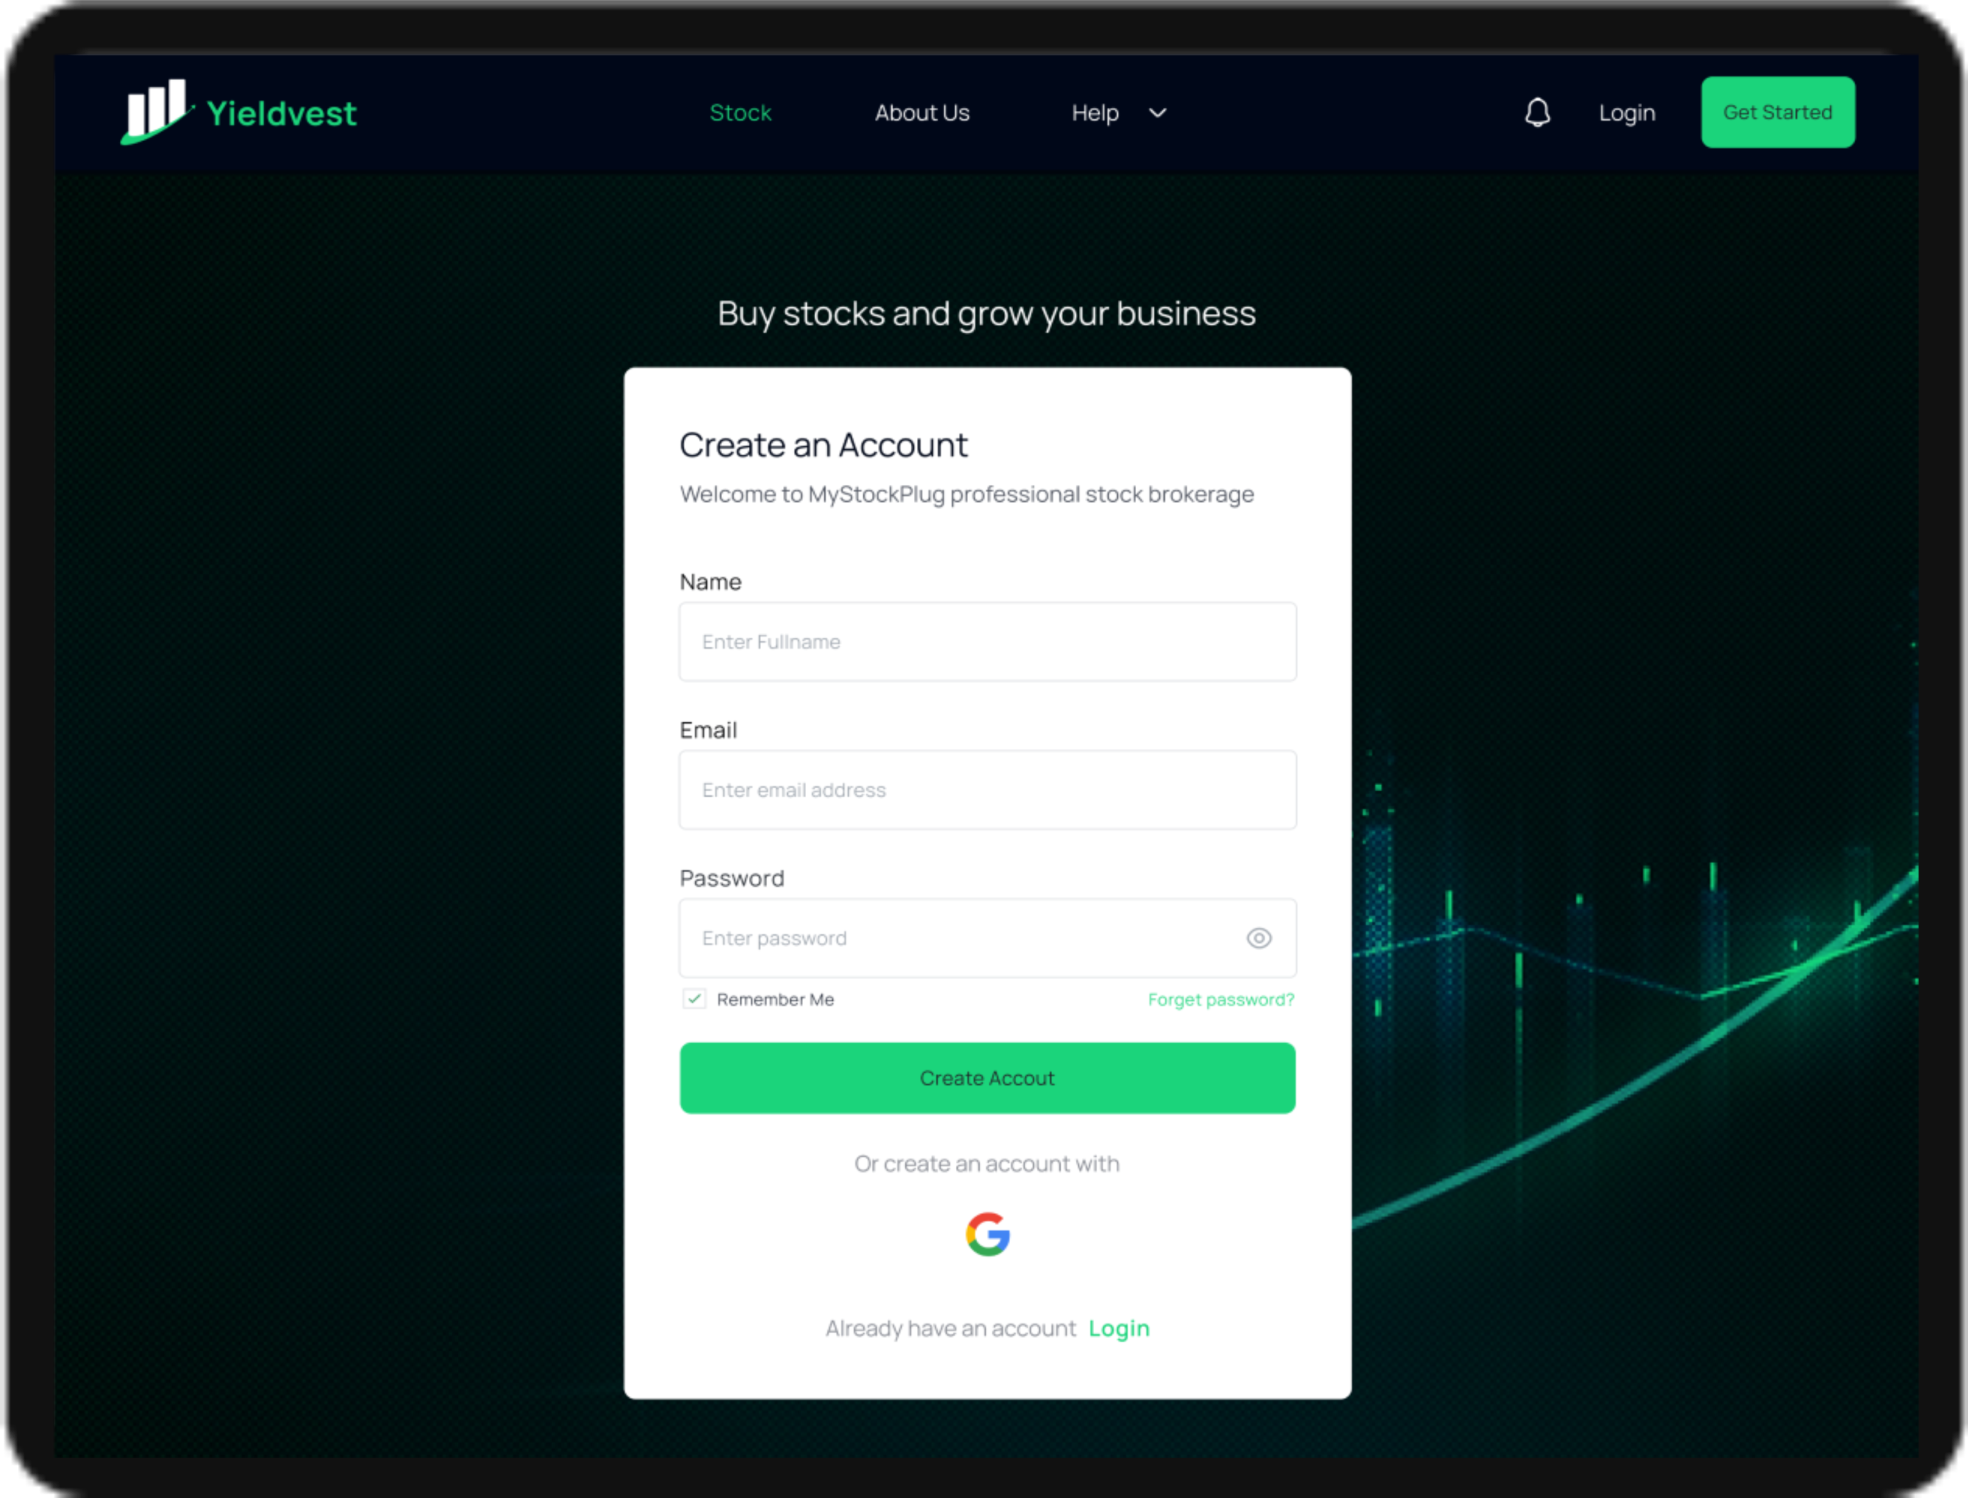 Yieldvest
Stock
About Us
Help
Login
Get Started
Buy stocks and grow your business
Create an Account
Welcome to MyStockPlug professional stock brokerage
Name
Enter Fullname
Email
Enter email address
Password
Enter password
Remember Me
Forget password?
Create Accout
Or create an account with
Already have an account Login